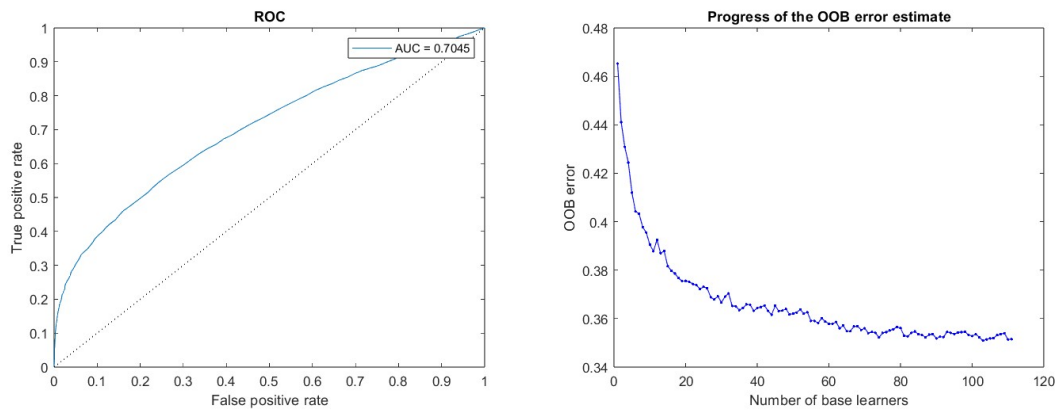 ROC
AUC = 0.7045
1
0.9
0.8
0.7
0.6
0.5
0.4
0.3
0.2
0.1
0
True positive rate
0 0.1 0.2 0.3 0.4 0.5 0.6 0.7 0.8 0.9 1
False positive rate
Progress of the OOB error estimate
0.48
0.46
0.44
0.42
0.4
0.38
0.36
0.34
OOB error
0 20 40 60 80 100 120
Number of base learners